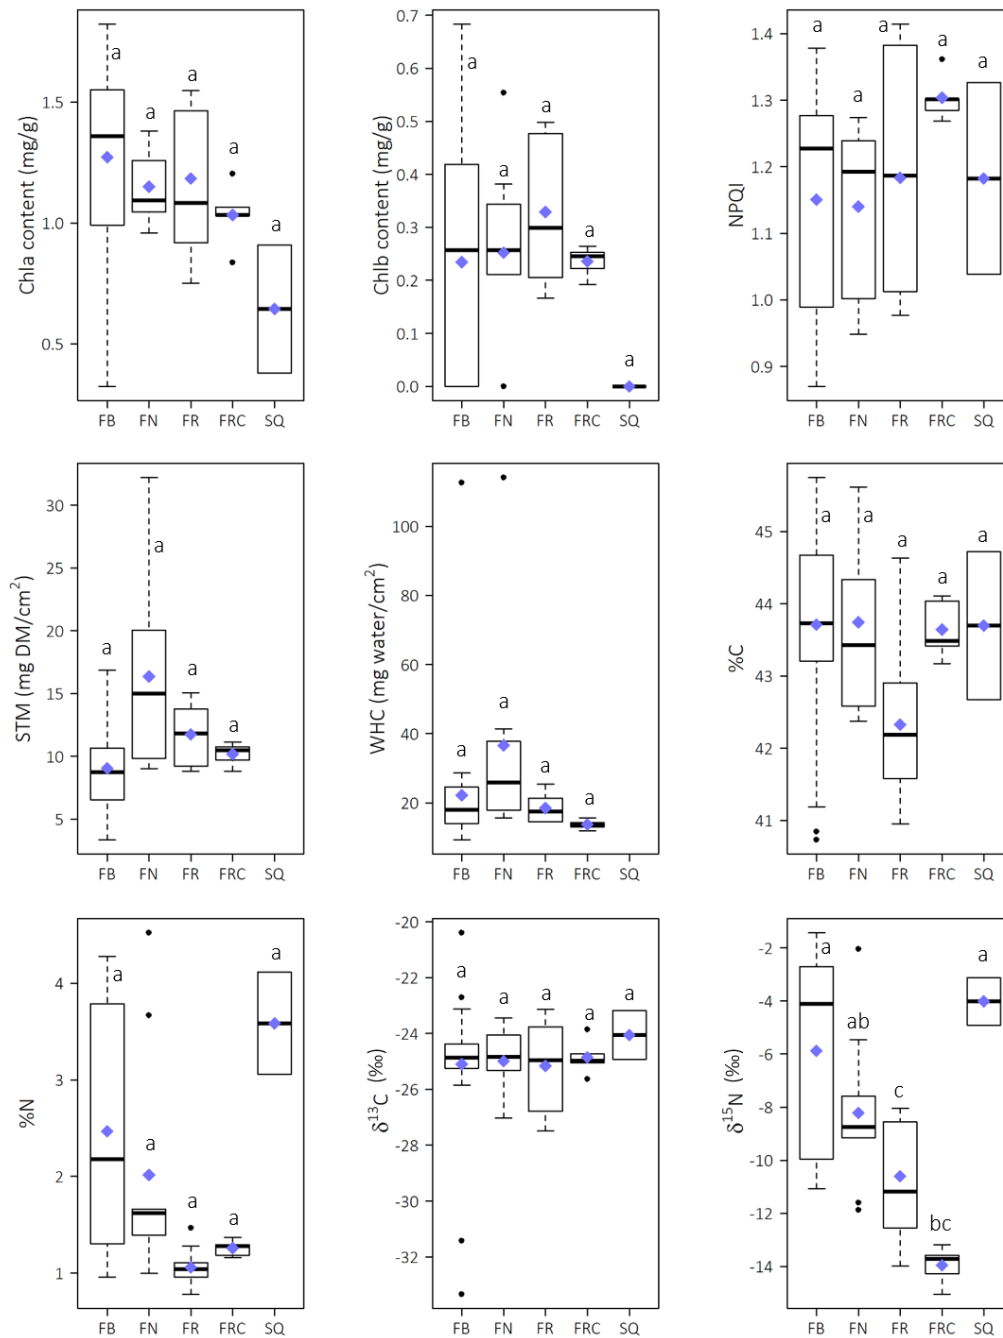 Chla content (mg/g)
1.5
1.0
0.5
a a a a a
FB FN FR FRC SQ
Chlb content (mg/g)
0.7
0.6
0.5
0.4
0.3
0.2
0.1
0.0
a a a a a
FB FN FR FRC SQ
NPQI
1.4
1.3
1.2
1.1
1.0
0.9
a a a a a
FB FN FR FRC SQ
STM (mg DM/cm²)
30
25
20
15
10
5
a a a a
FB FN FR FRC SQ
WHC (mg water/cm²)
100
80
60
40
20
a a a a
FB FN FR FRC SQ
%C
45
44
43
42
41
a a a a a
FB FN FR FRC SQ
%N
4
3
2
1
a a a a a
FB FN FR FRC SQ
δ¹³C (‰)
-20
-22
-24
-26
-28
-30
-32
a a a a a
FB FN FR FRC SQ
δ¹⁵N (‰)
-2
-4
-6
-8
-10
-12
-14
a ab c bc a
FB FN FR FRC SQ